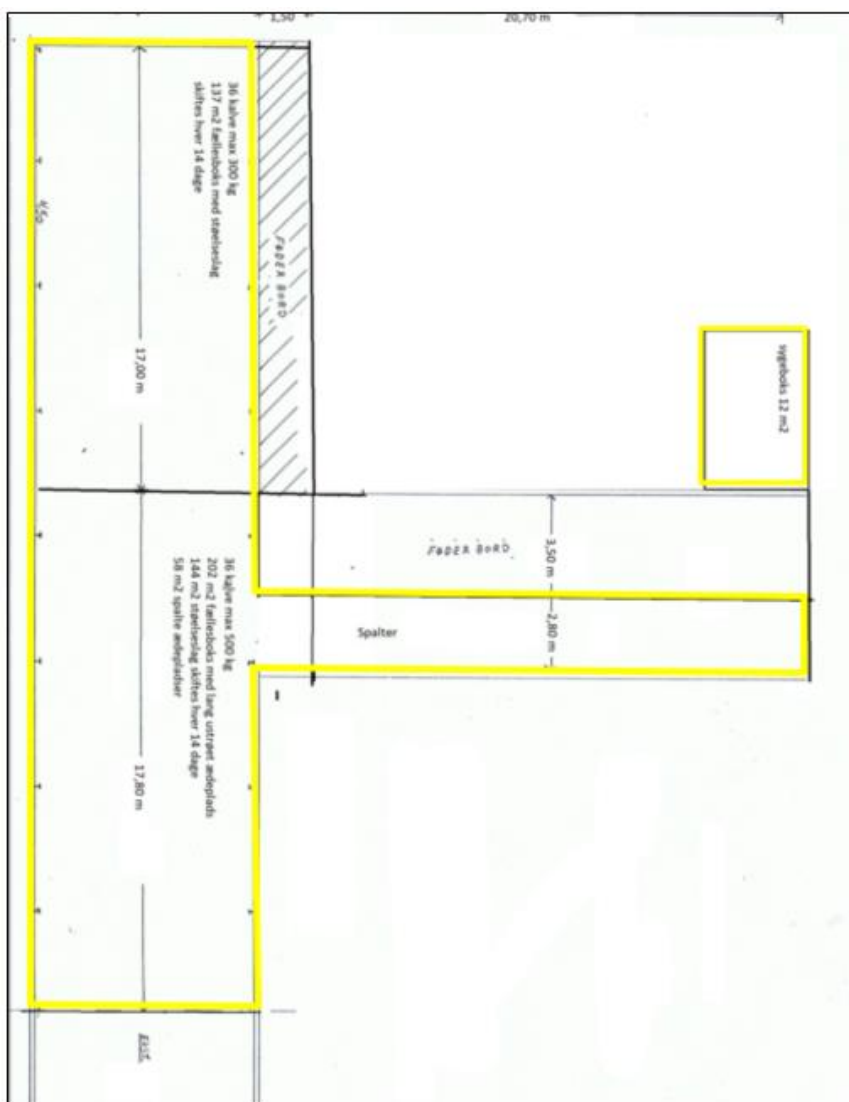 1,50
20,70 m
36 kalve max 300 kg
137 m2 fællesboks med støelseslag
skiftes hver 14 dage
FODER BORD
17,00 m
sygeboks 12 m2
FODER BORD
3,50 m
2,80 m
Spalter
36 kalve max 500 kg
202 m2 fællesboks med lang ustrøet ædeplads
144 m2 støelseslag skiftes hver 14 dage
58 m2 spalte ædepladser
17,80 m